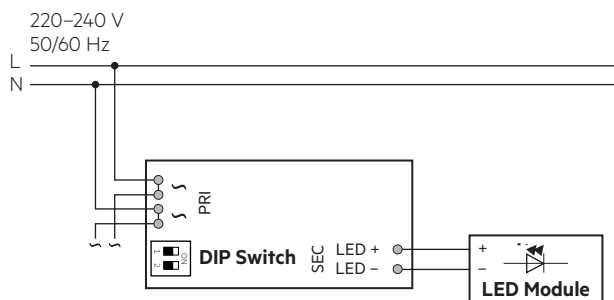 220–240 V
50/60 Hz
L
N
~
~
PRI
~ ~
1 2 ON
DIP Switch
SEC
LED +
LED –
+
–
LED Module